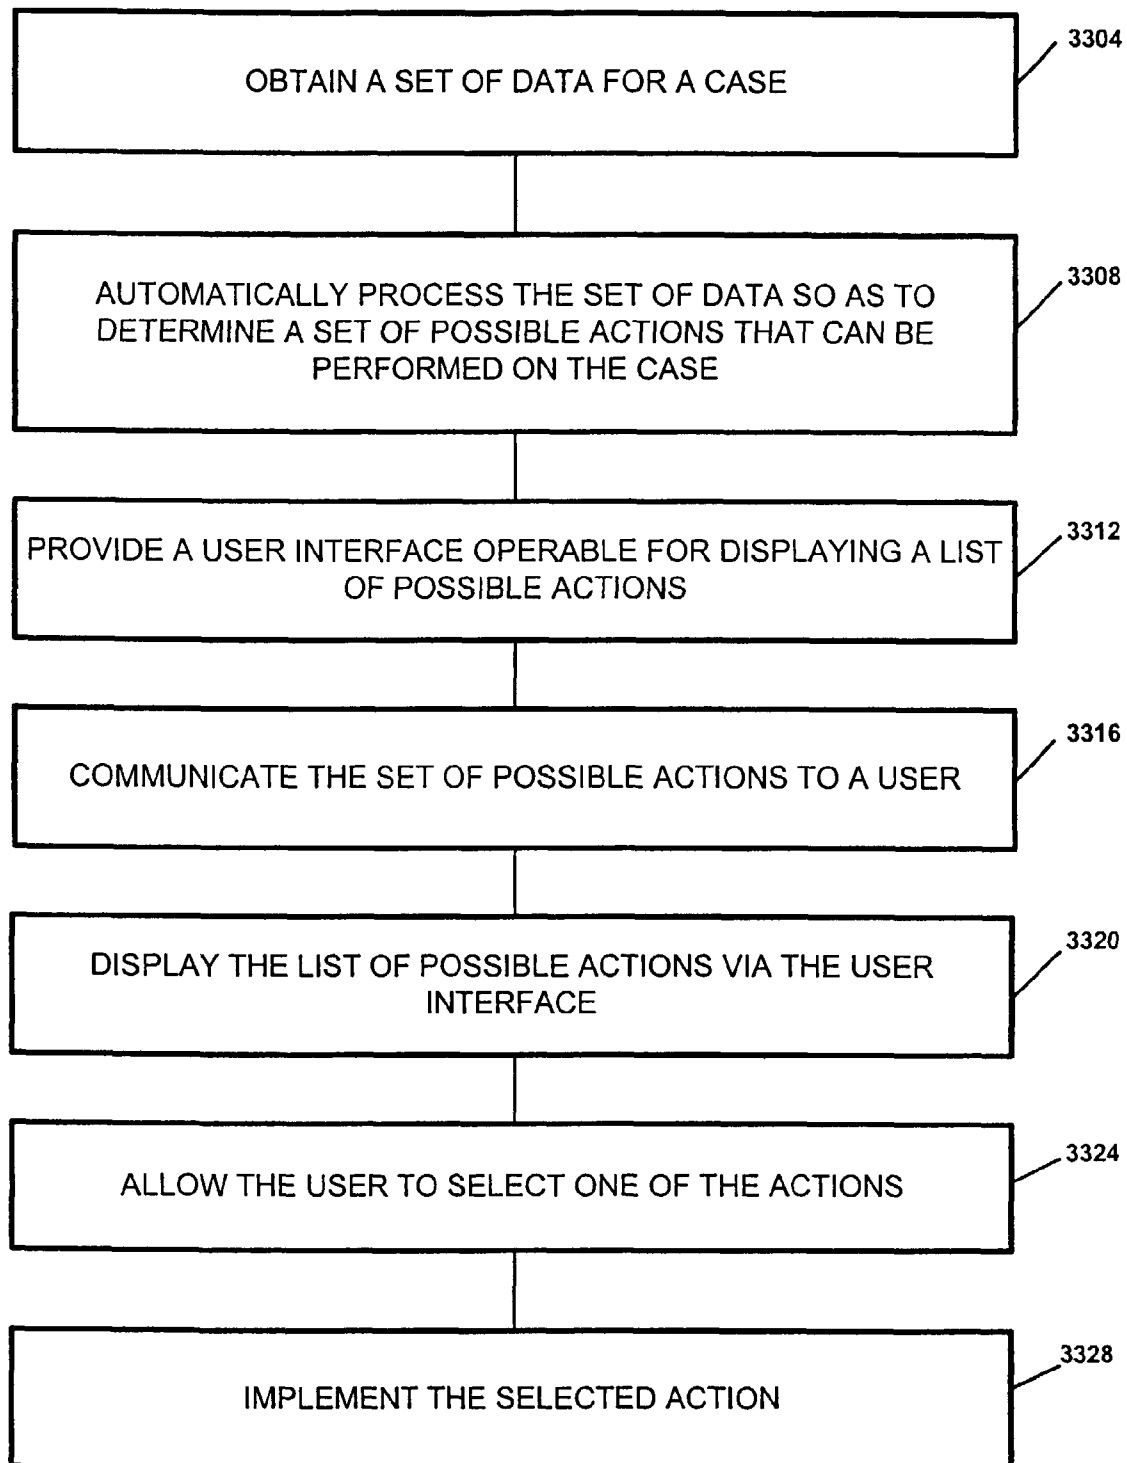 3304
OBTAIN A SET OF DATA FOR A CASE
3308
AUTOMATICALLY PROCESS THE SET OF DATA SO AS TO
DETERMINE A SET OF POSSIBLE ACTIONS THAT CAN BE
PERFORMED ON THE CASE
3312
PROVIDE A USER INTERFACE OPERABLE FOR DISPLAYING A LIST
OF POSSIBLE ACTIONS
3316
COMMUNICATE THE SET OF POSSIBLE ACTIONS TO A USER
3320
DISPLAY THE LIST OF POSSIBLE ACTIONS VIA THE USER
INTERFACE
3324
ALLOW THE USER TO SELECT ONE OF THE ACTIONS
3328
IMPLEMENT THE SELECTED ACTION